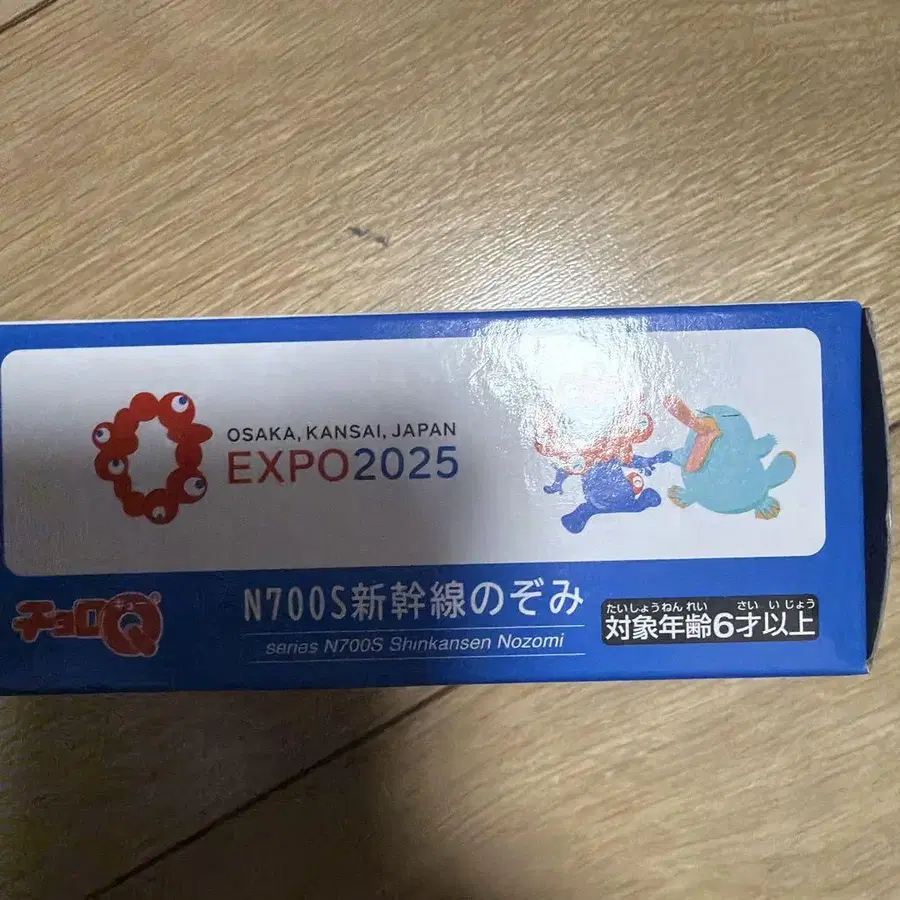 OSAKA, KANSAI, JAPAN
EXPO2025
チョロQ
N700S新幹線のぞみ
series N700S Shinkansen Nozomi
たいしょうねんれい さい いじょう
対象年齢6才以上